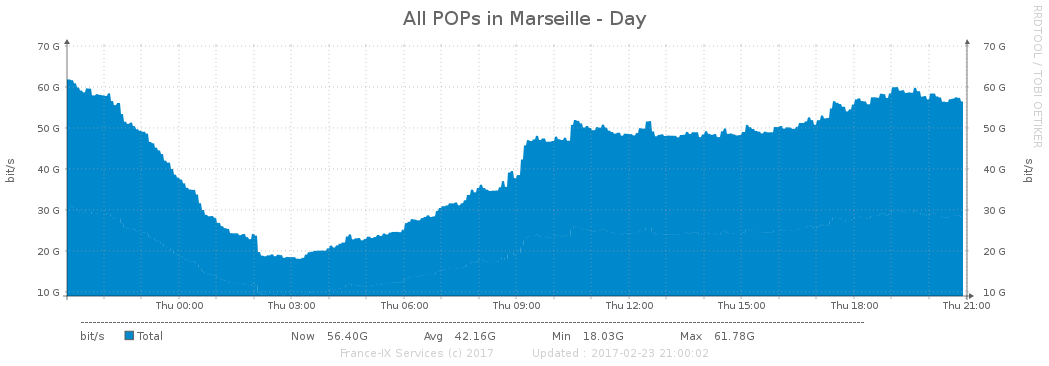 All POPs in Marseille - Day
RRDTOOL / TOBI OETIKER
70 G 70 G
60 G 60 G
50 G 50 G
40 G 40 G
30 G 30 G
20 G 20 G
10 G 10 G
bit/s bit/s
Thu 00:00 Thu 03:00 Thu 06:00 Thu 09:00 Thu 12:00 Thu 15:00 Thu 18:00 Thu 21:00
bit/s Total Now 56.40G Avg 42.16G Min 18.03G Max 61.78G
France-IX Services (c) 2017 Updated : 2017-02-23 21:00:02